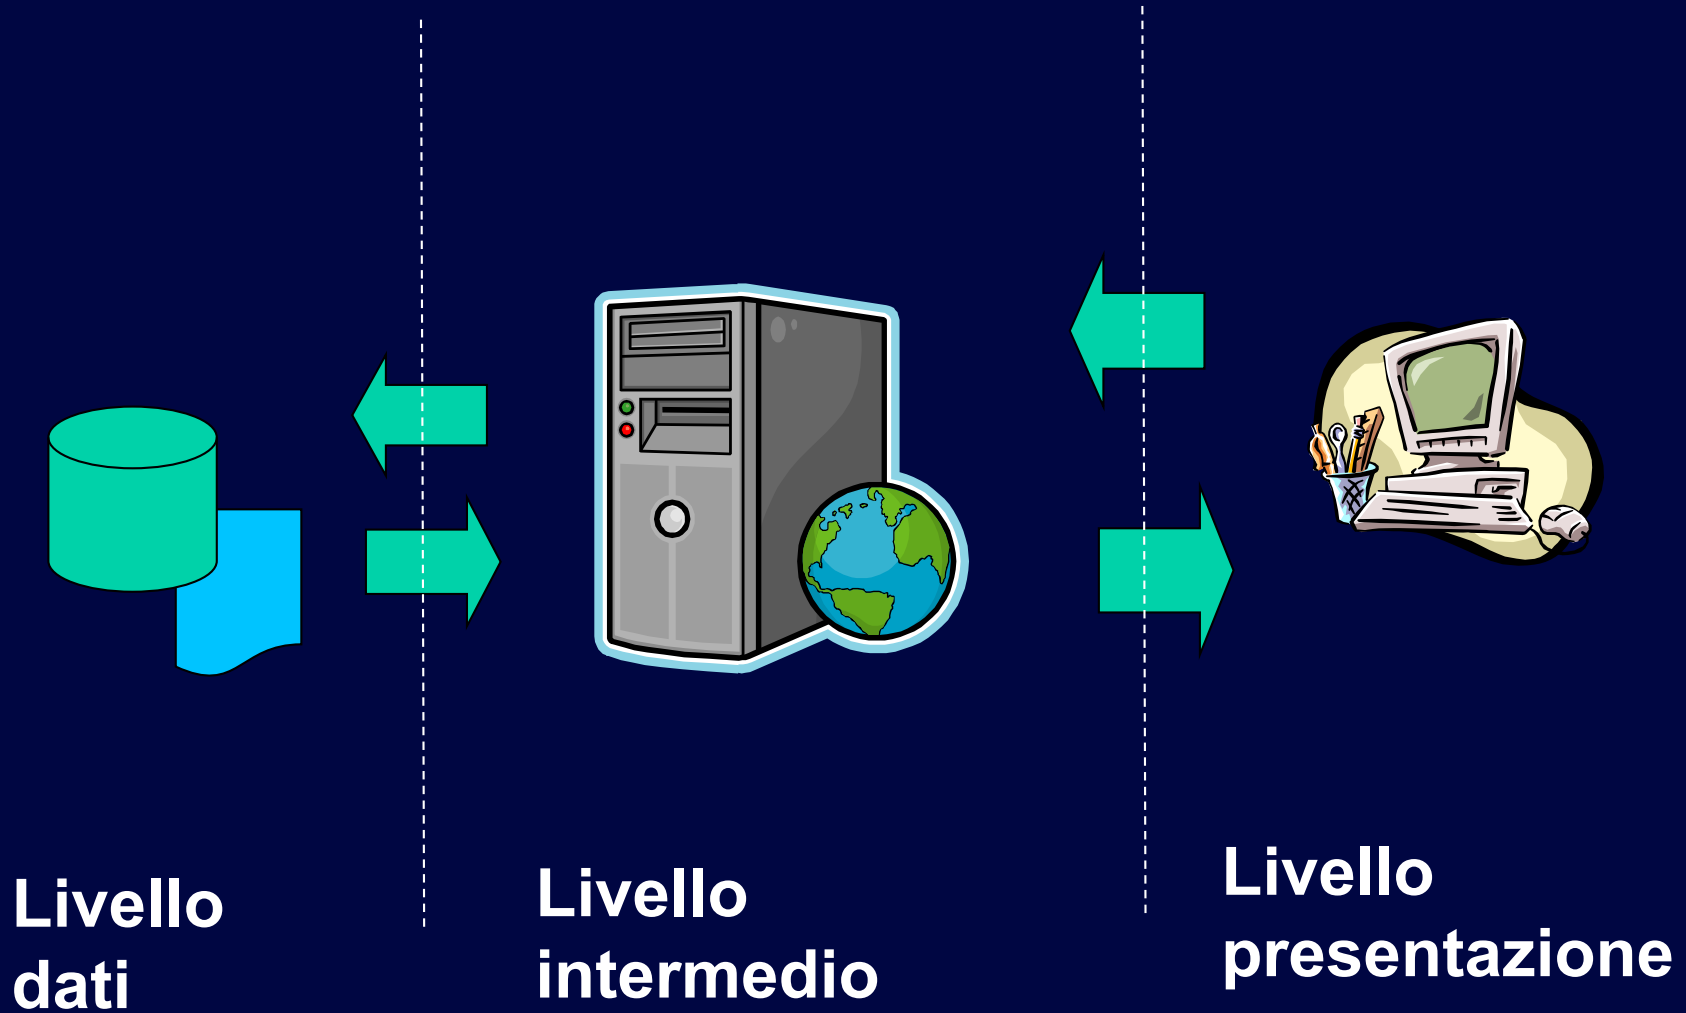 Livello
dati
Livello
intermedio
Livello
presentazione